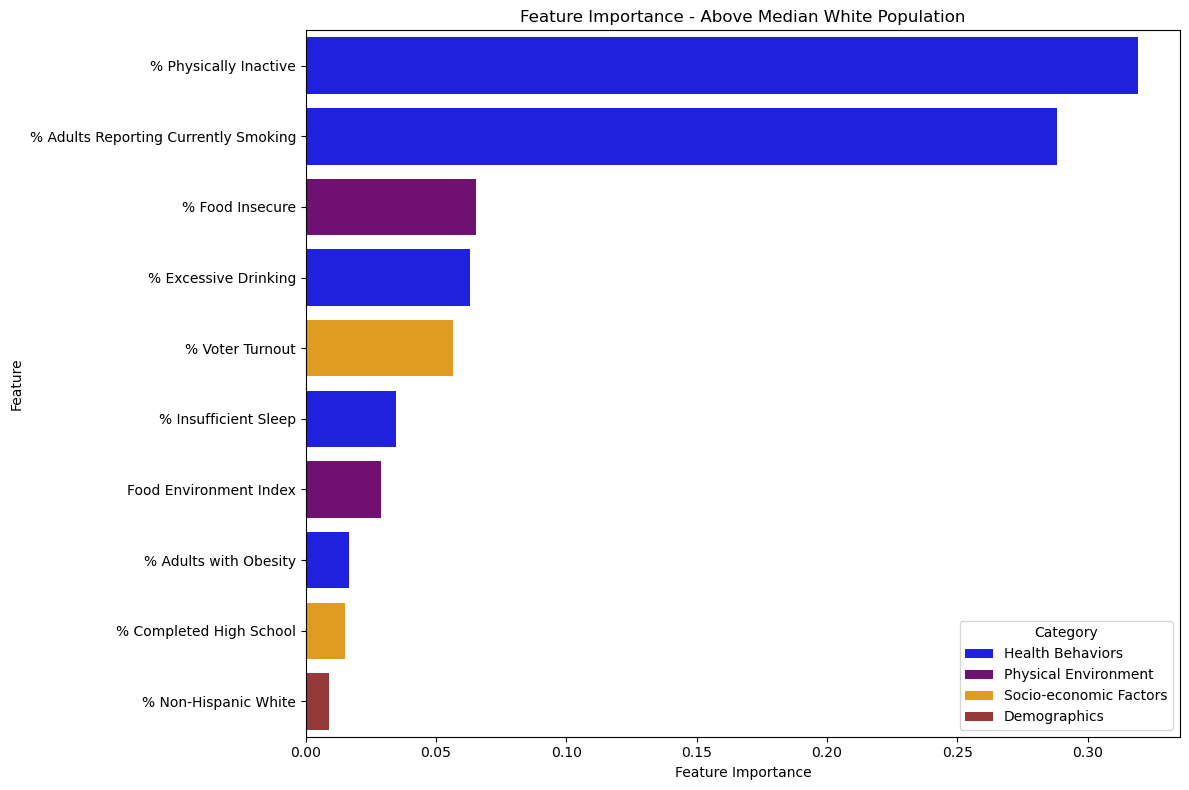 Feature Importance - Above Median White Population
% Physically Inactive
% Adults Reporting Currently Smoking
% Food Insecure
% Excessive Drinking
% Voter Turnout
% Insufficient Sleep
Food Environment Index
% Adults with Obesity
% Completed High School
% Non-Hispanic White
Feature
Category
Health Behaviors
Physical Environment
Socio-economic Factors
Demographics
0.00 0.05 0.10 0.15 0.20 0.25 0.30
Feature Importance